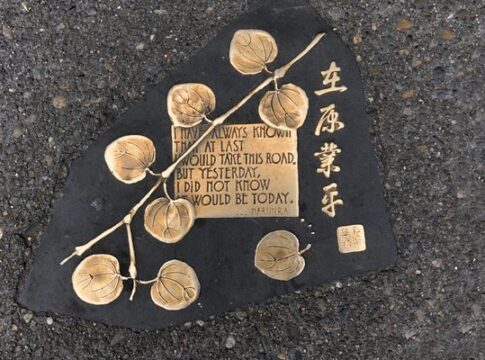 I HAVE ALWAYS KNOWN
THAT AT LAST
I WOULD TAKE THIS ROAD,
BUT YESTERDAY,
I DID NOT KNOW
IT WOULD BE TODAY.
... NARIHIRA
在原業平